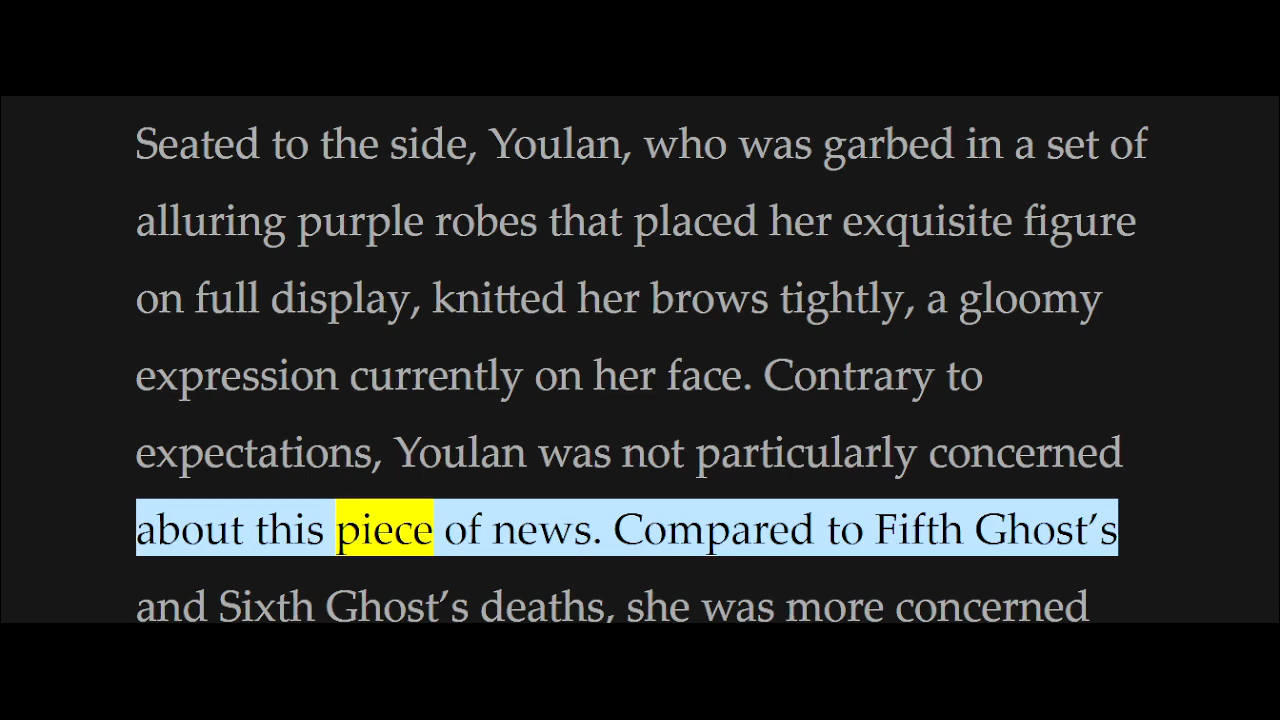 Seated to the side, Youlan, who was garbed in a set of
alluring purple robes that placed her exquisite figure
on full display, knitted her brows tightly, a gloomy
expression currently on her face. Contrary to
expectations, Youlan was not particularly concerned
about this piece of news. Compared to Fifth Ghost’s
and Sixth Ghost’s deaths, she was more concerned